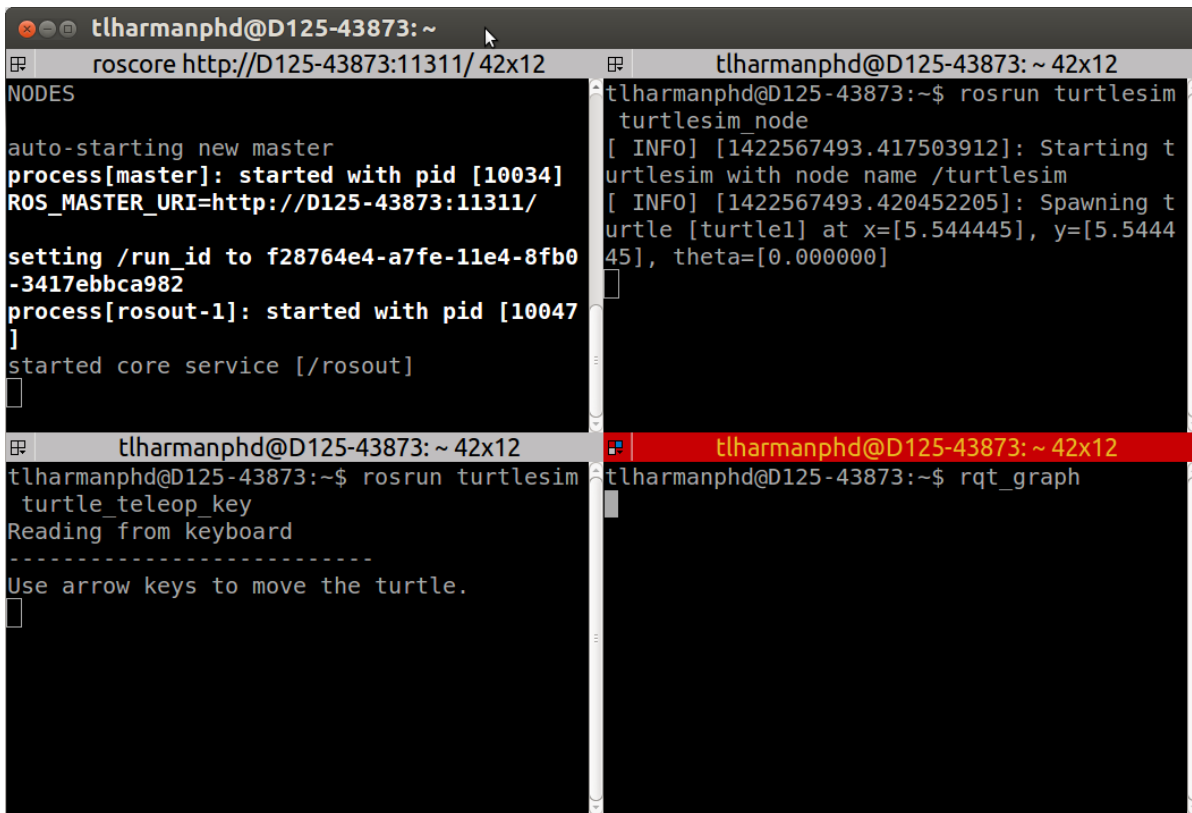 tlharmanphd@D125-43873: ~
roscore http://D125-43873:11311/ 42x12
NODES
auto-starting new master
process[master]: started with pid [10034]
ROS_MASTER_URI=http://D125-43873:11311/
setting /run_id to f28764e4-a7fe-11e4-8fb0
-3417ebbca982
process[rosout-1]: started with pid [10047
]
started core service [/rosout]
tlharmanphd@D125-43873: ~ 42x12
tlharmanphd@D125-43873:~$ rosrun turtlesim
turtlesim_node
[ INFO] [1422567493.417503912]: Starting t
urtlesim with node name /turtlesim
[ INFO] [1422567493.420452205]: Spawning t
urtle [turtle1] at x=[5.544445], y=[5.5444
45], theta=[0.000000]
tlharmanphd@D125-43873: ~ 42x12
tlharmanphd@D125-43873:~$ rosrun turtlesim
turtle_teleop_key
Reading from keyboard
---------------------------
Use arrow keys to move the turtle.
tlharmanphd@D125-43873: ~ 42x12
tlharmanphd@D125-43873:~$ rqt_graph